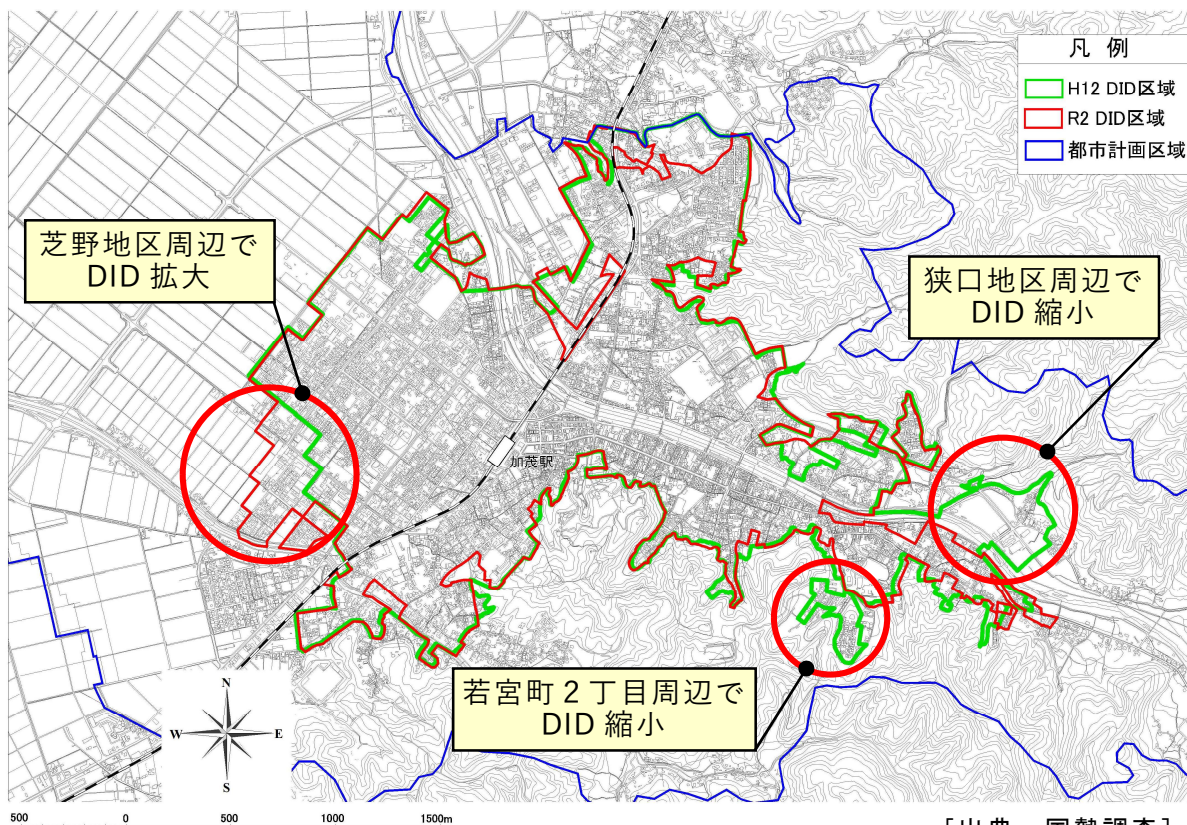 凡 例
H12 DID区域
R2 DID区域
都市計画区域
芝野地区周辺で
DID 拡大
狭口地区周辺で
DID 縮小
加茂駅
若宮町２丁目周辺で
DID 縮小
N
W
E
S
500 0 500 1000 1500m